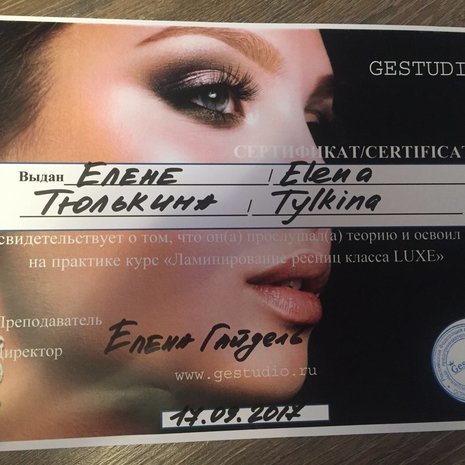 GESTUDIO
СЕРТИФИКАТ/CERTIFICAT
Выдан Елене / Elena
Тюлькина / Tylkina
свидетельствует о том, что он(а) прослушал(а) теорию и освоил
на практике курс «Ламинирование ресниц класса LUXE»
Преподаватель
Директор
Елена Гайдель
www.gestudio.ru
17.09.2017